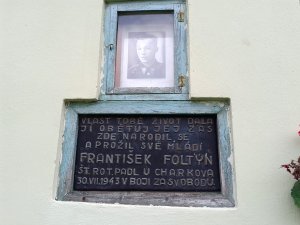 VLAST TOBĚ ŽIVOT DALA
JÍ OBĚTUJ JEJ ZAS
ZDE NARODIL SE
A PROŽIL SVÉ MLÁDÍ
FRANTIŠEK FOLTÝN
ŠT. ROT. PADL U CHARKOVA
30.VII.1943 V BOJI ZA SVOBODU.